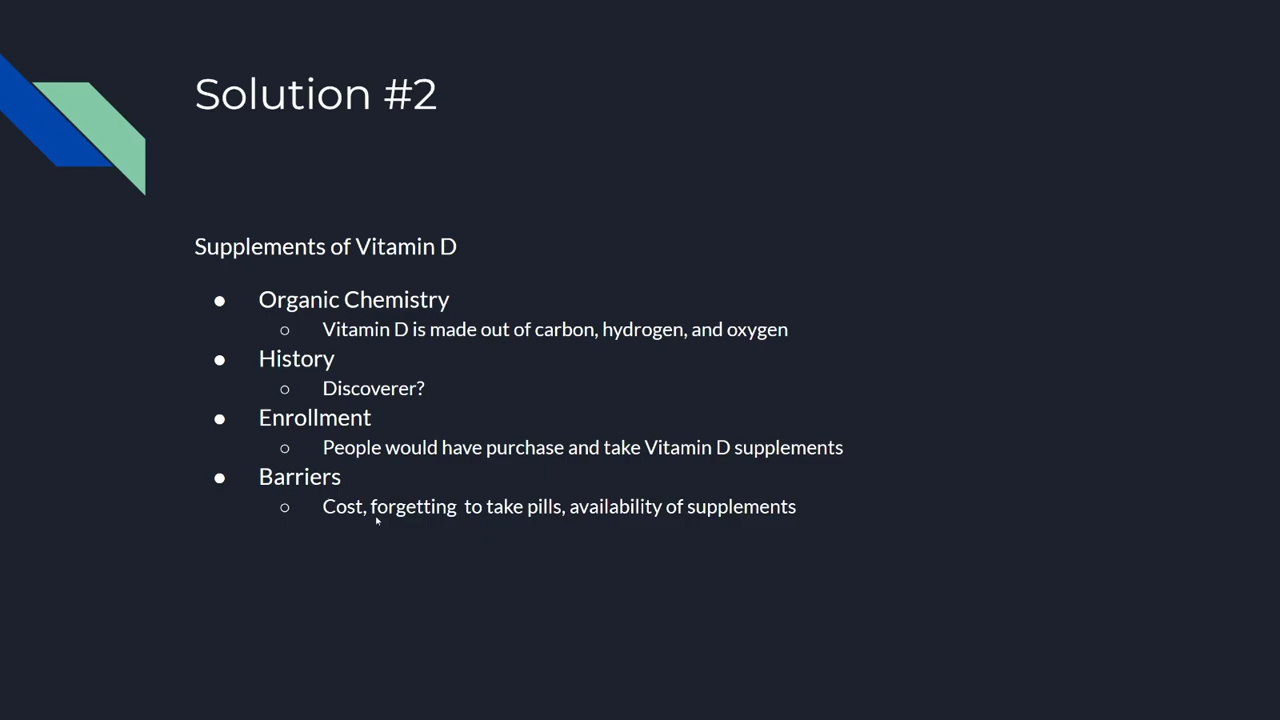 Solution #2
Supplements of Vitamin D
● Organic Chemistry
○ Vitamin D is made out of carbon, hydrogen, and oxygen
● History
○ Discoverer?
● Enrollment
○ People would have purchase and take Vitamin D supplements
● Barriers
○ Cost, forgetting  to take pills, availability of supplements